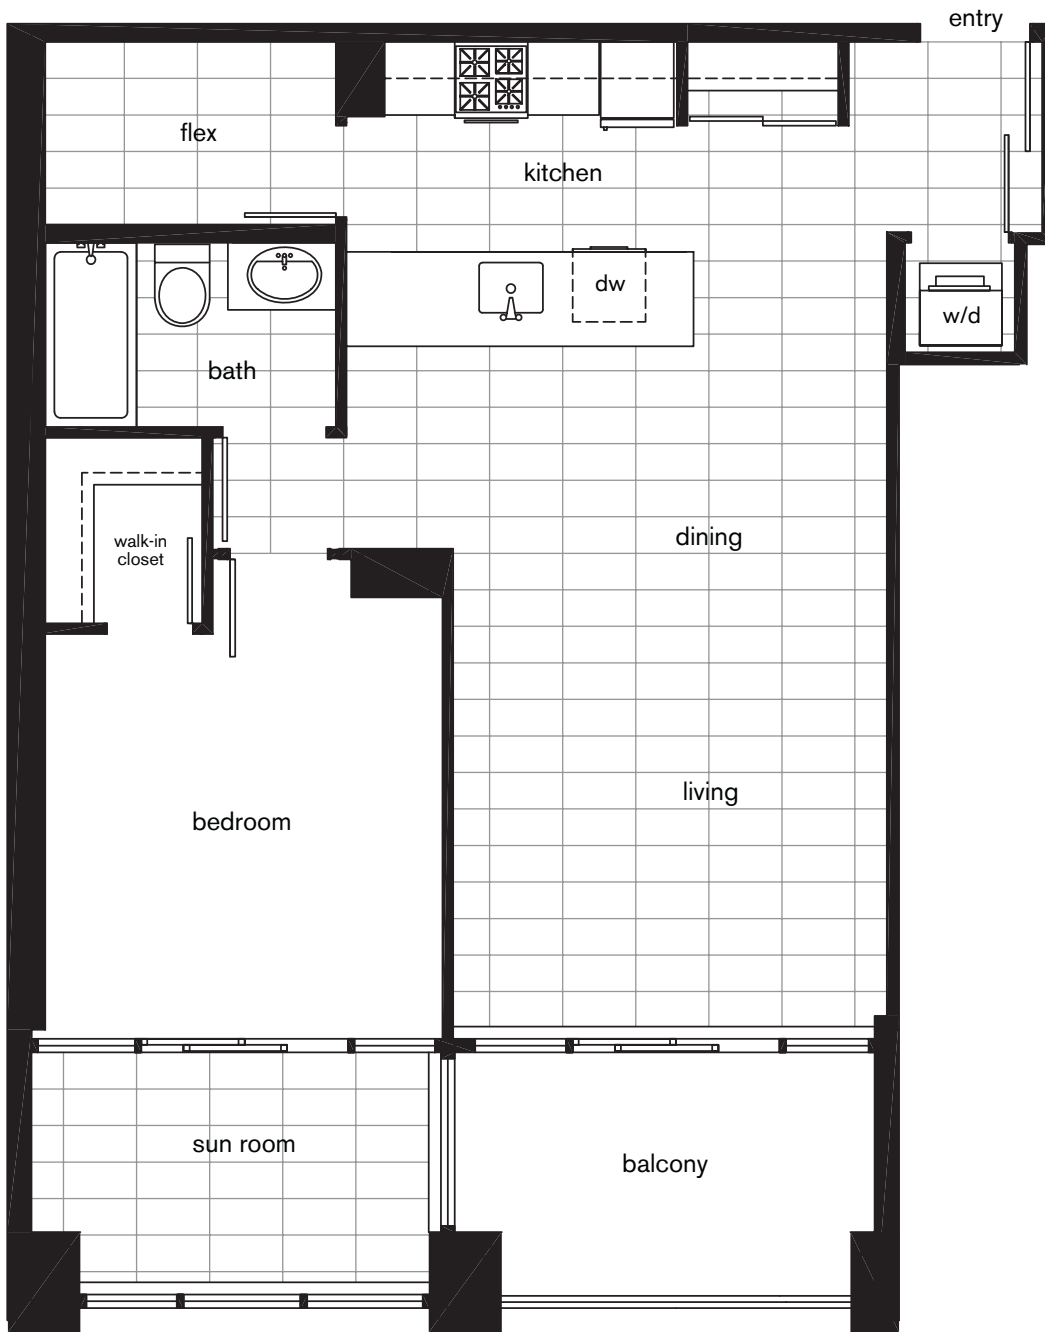 entry
flex
kitchen
dw
w/d
bath
walk-in
closet
dining
living
bedroom
sun room
balcony